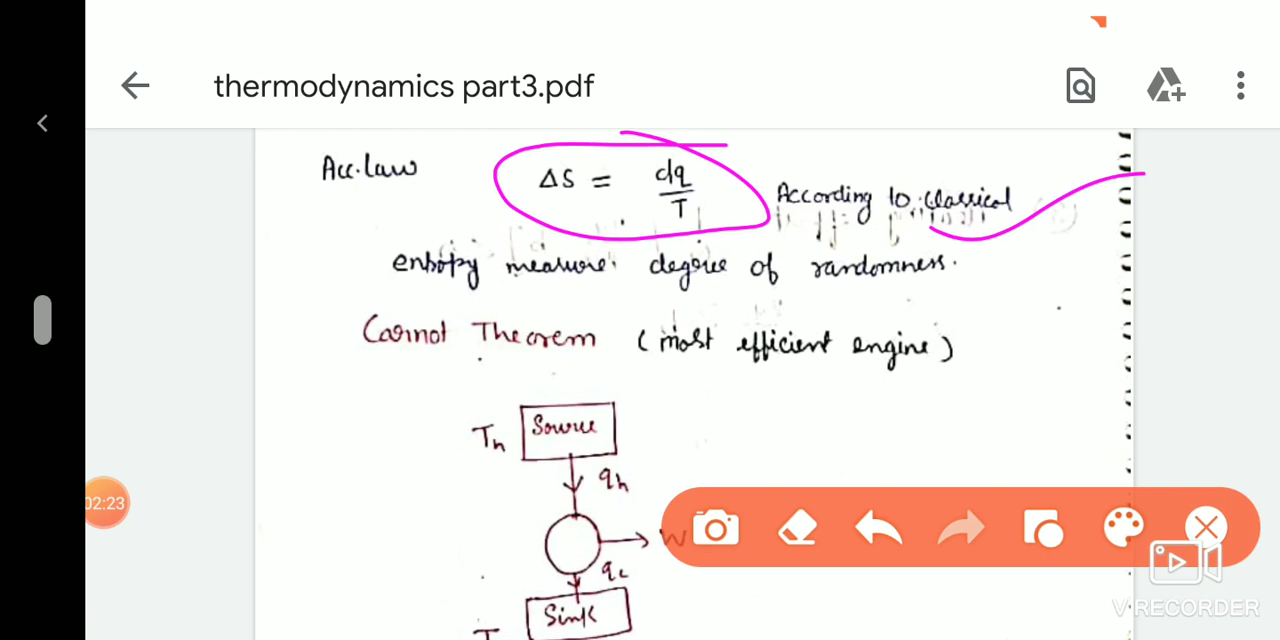 thermodynamics part3.pdf
Acc. law ΔS = dq/T According to classical
entropy measure degree of randomness.
Carnot Theorem (most efficient engine)
Th Source
qh
W
qc
Sink
T
02:23
V RECORDER